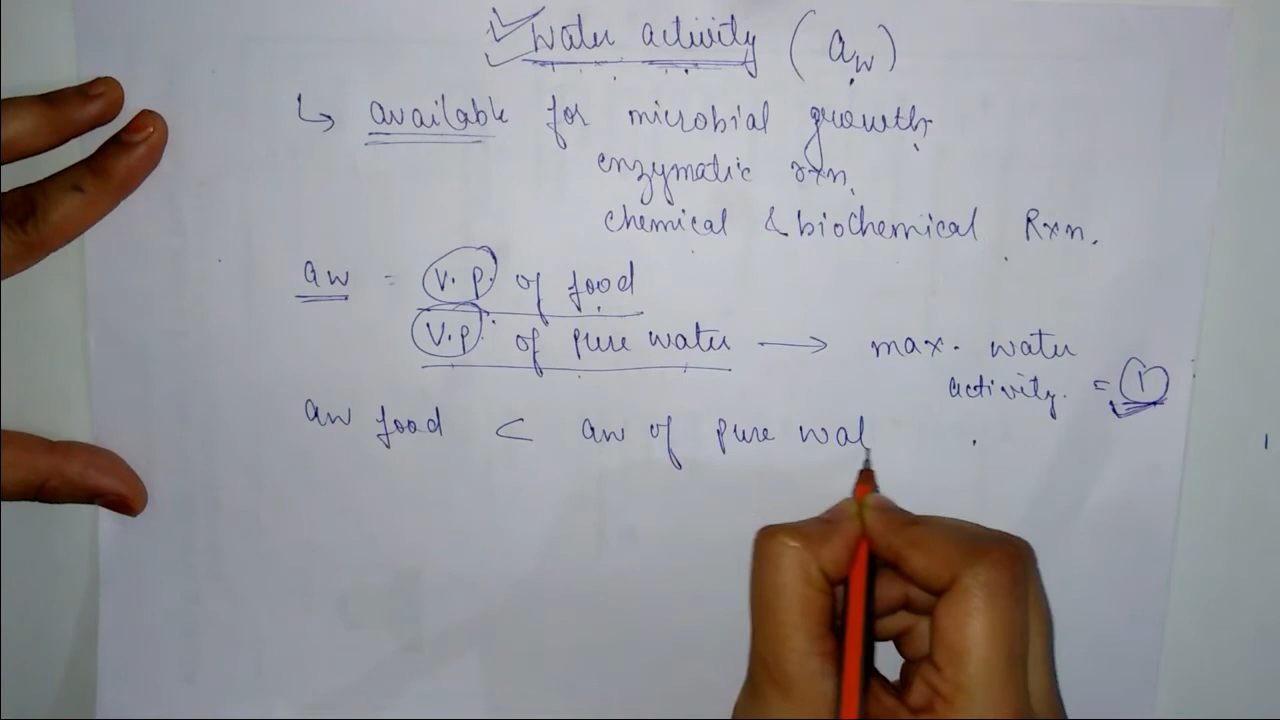 Water activity (aw)
↳ available for microbial growth
enzymatic rxn.
chemical & biochemical Rxn.
aw = V.p. of food
V.p. of pure water → max. water
activity. = 1
aw food < aw of pure wat